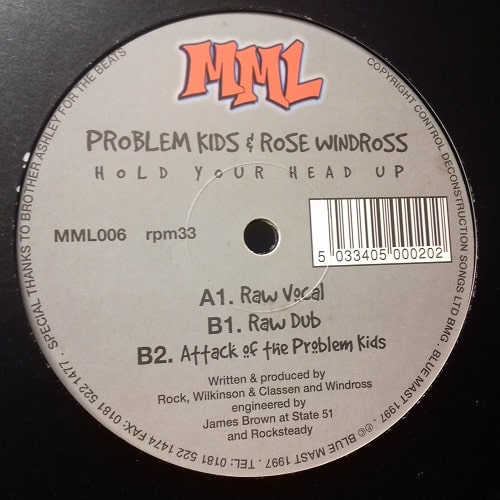 MML
PROBLEM KIDS & ROSE WINDROSS
HOLD YOUR HEAD UP
MML006 rpm33
5 033405 000202
A1. Raw Vocal
B1. Raw Dub
B2. Attack of the Problem Kids
Written & produced by
Rock, Wilkinson & Classen and Windross
engineered by
James Brown at State 51
and Rocksteady
COPYRIGHT CONTROL DECONSTRUCTION SONGS LTD BMG . BLUE MAST 1997 . ©© BLUE MAST 1997 . TEL: 0181 522 1474 FAX: 0181 522 1477 . SPECIAL THANKS TO BROTHER ASHLEY FOR THE BEATS